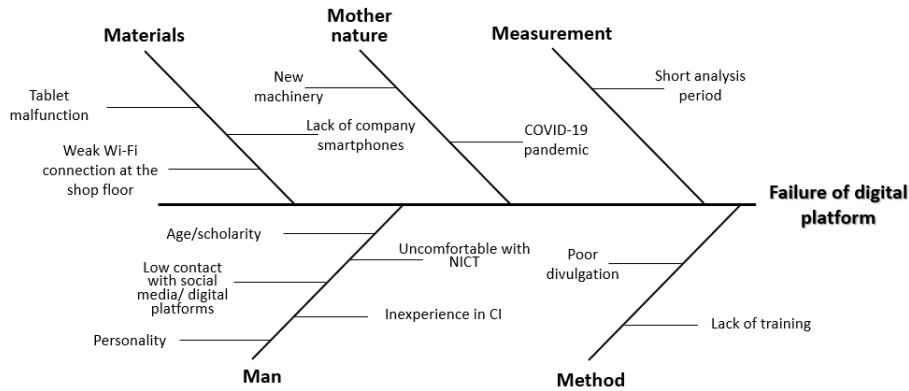 Materials
Mother
nature
Measurement
New
machinery
Short analysis
period
Tablet
malfunction
Lack of company
smartphones
COVID-19
pandemic
Weak Wi-Fi
connection at the
shop floor
Failure of digital
platform
Age/scholarity
Uncomfortable with
NICT
Poor
divulgation
Low contact
with social
media/ digital
platforms
Inexperience in CI
Lack of training
Personality
Man
Method